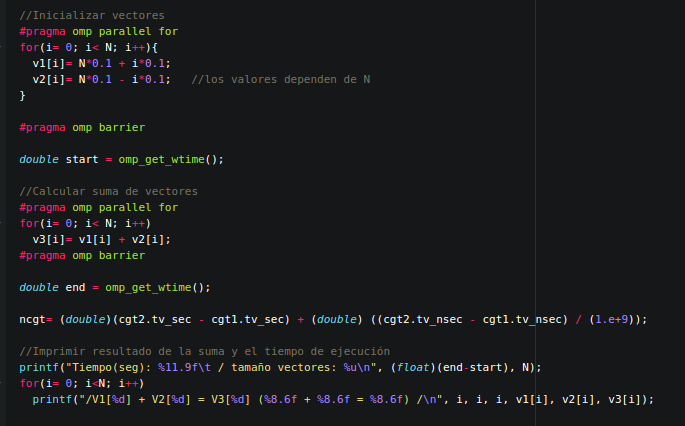 //Inicializar vectores
#pragma omp parallel for
for(i= 0; i< N; i++){
v1[i]= N*0.1 + i*0.1;
v2[i]= N*0.1 - i*0.1; //los valores dependen de N
}
#pragma omp barrier
double start = omp_get_wtime();
//Calcular suma de vectores
#pragma omp parallel for
for(i= 0; i< N; i++)
v3[i]= v1[i] + v2[i];
#pragma omp barrier
double end = omp_get_wtime();
ncgt= (double)(cgt2.tv_sec - cgt1.tv_sec) + (double) ((cgt2.tv_nsec - cgt1.tv_nsec) / (1.e+9));
//Imprimir resultado de la suma y el tiempo de ejecución
printf("Tiempo(seg): %11.9f\t / tamaño vectores: %u\n", (float)(end-start), N);
for(i= 0; i<N; i++)
printf("/V1[%d] + V2[%d] = V3[%d] (%8.6f + %8.6f = %8.6f) /\n", i, i, i, v1[i], v2[i], v3[i]);